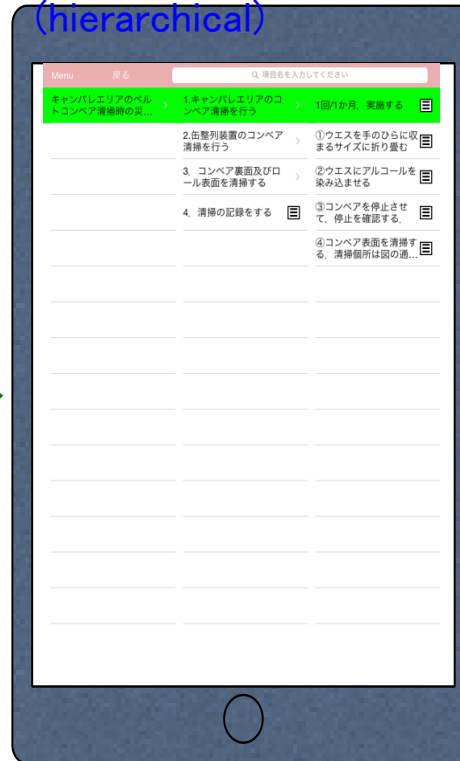 (hierarchical)
Menu
戻る
項目名を入力してください
キャンパレエリアのベル
トコンベア清掃時の災...
1.キャンパレエリアのコ
ンベア清掃を行う
1回/1か月，実施する
2.缶整列装置のコンベア
清掃を行う
①ウエスを手のひらに収
まるサイズに折り畳む
3．コンベア裏面及びロ
ール表面を清掃する
②ウエスにアルコールを
染み込ませる
4．清掃の記録をする
③コンベアを停止させ
て，停止を確認する．
④コンベア表面を清掃す
る．清掃個所は図の通...